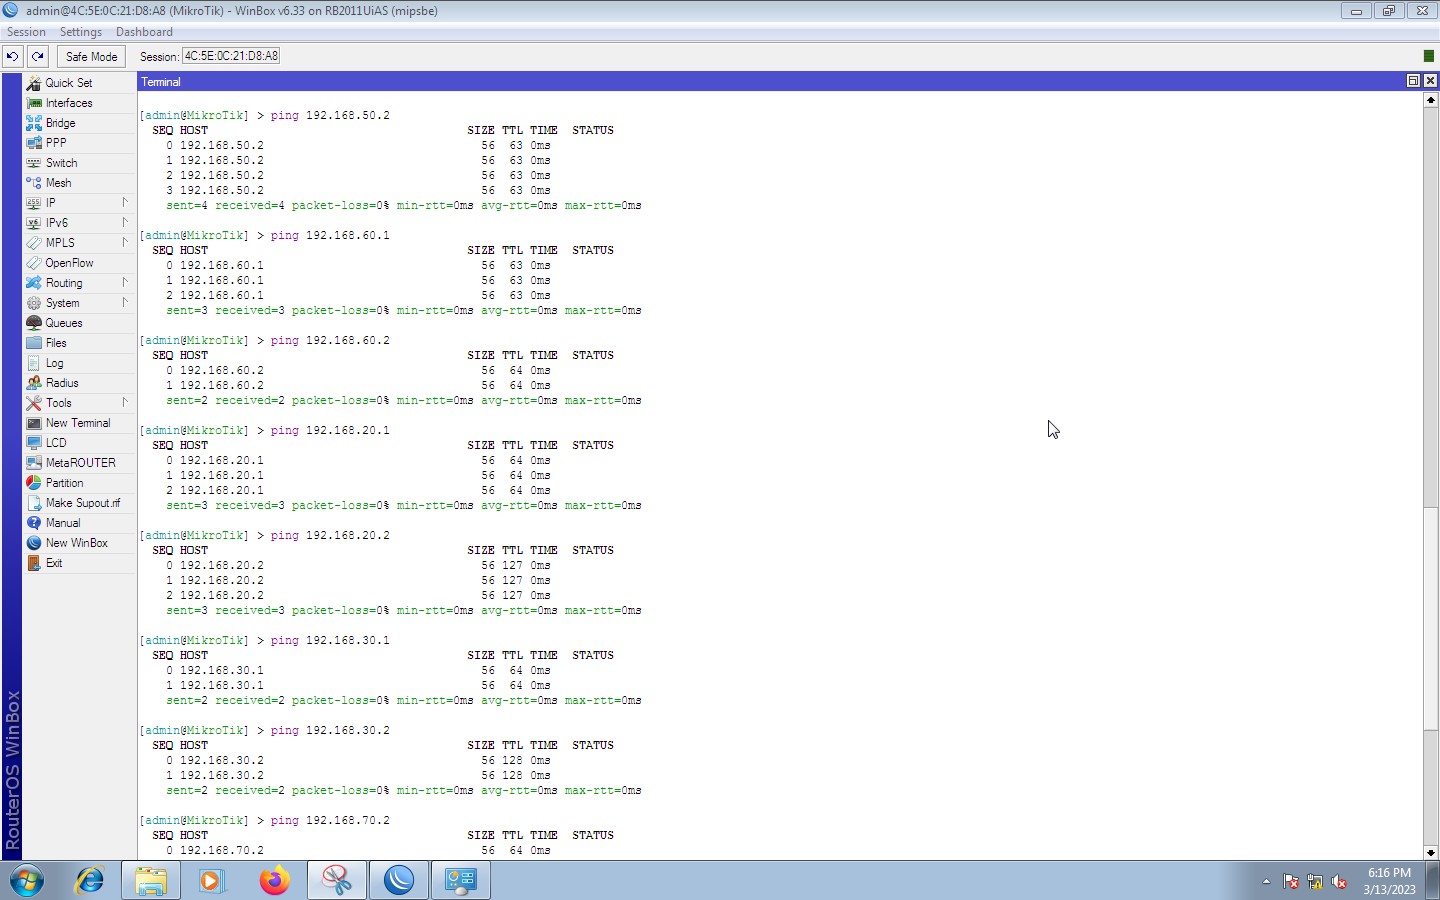 admin@4C:5E:0C:21:D8:A8 (MikroTik) - WinBox v6.33 on RB2011UiAS (mipsbe)
Session Settings Dashboard
Safe Mode Session: 4C:5E:0C:21:D8:A8
Quick Set
Interfaces
Bridge
PPP
Switch
Mesh
IP
IPv6
MPLS
OpenFlow
Routing
System
Queues
Files
Log
Radius
Tools
New Terminal
LCD
MetaROUTER
Partition
Make Supout.rif
Manual
New WinBox
Exit
RouterOS WinBox
Terminal
[admin@MikroTik] > ping 192.168.50.2
SEQ HOST SIZE TTL TIME STATUS
0 192.168.50.2 56 63 0ms
1 192.168.50.2 56 63 0ms
2 192.168.50.2 56 63 0ms
3 192.168.50.2 56 63 0ms
sent=4 received=4 packet-loss=0% min-rtt=0ms avg-rtt=0ms max-rtt=0ms
[admin@MikroTik] > ping 192.168.60.1
SEQ HOST SIZE TTL TIME STATUS
0 192.168.60.1 56 63 0ms
1 192.168.60.1 56 63 0ms
2 192.168.60.1 56 63 0ms
sent=3 received=3 packet-loss=0% min-rtt=0ms avg-rtt=0ms max-rtt=0ms
[admin@MikroTik] > ping 192.168.60.2
SEQ HOST SIZE TTL TIME STATUS
0 192.168.60.2 56 64 0ms
1 192.168.60.2 56 64 0ms
sent=2 received=2 packet-loss=0% min-rtt=0ms avg-rtt=0ms max-rtt=0ms
[admin@MikroTik] > ping 192.168.20.1
SEQ HOST SIZE TTL TIME STATUS
0 192.168.20.1 56 64 0ms
1 192.168.20.1 56 64 0ms
2 192.168.20.1 56 64 0ms
sent=3 received=3 packet-loss=0% min-rtt=0ms avg-rtt=0ms max-rtt=0ms
[admin@MikroTik] > ping 192.168.20.2
SEQ HOST SIZE TTL TIME STATUS
0 192.168.20.2 56 127 0ms
1 192.168.20.2 56 127 0ms
2 192.168.20.2 56 127 0ms
sent=3 received=3 packet-loss=0% min-rtt=0ms avg-rtt=0ms max-rtt=0ms
[admin@MikroTik] > ping 192.168.30.1
SEQ HOST SIZE TTL TIME STATUS
0 192.168.30.1 56 64 0ms
1 192.168.30.1 56 64 0ms
sent=2 received=2 packet-loss=0% min-rtt=0ms avg-rtt=0ms max-rtt=0ms
[admin@MikroTik] > ping 192.168.30.2
SEQ HOST SIZE TTL TIME STATUS
0 192.168.30.2 56 128 0ms
1 192.168.30.2 56 128 0ms
sent=2 received=2 packet-loss=0% min-rtt=0ms avg-rtt=0ms max-rtt=0ms
[admin@MikroTik] > ping 192.168.70.2
SEQ HOST SIZE TTL TIME STATUS
0 192.168.70.2 56 64 0ms
6:16 PM
3/13/2023